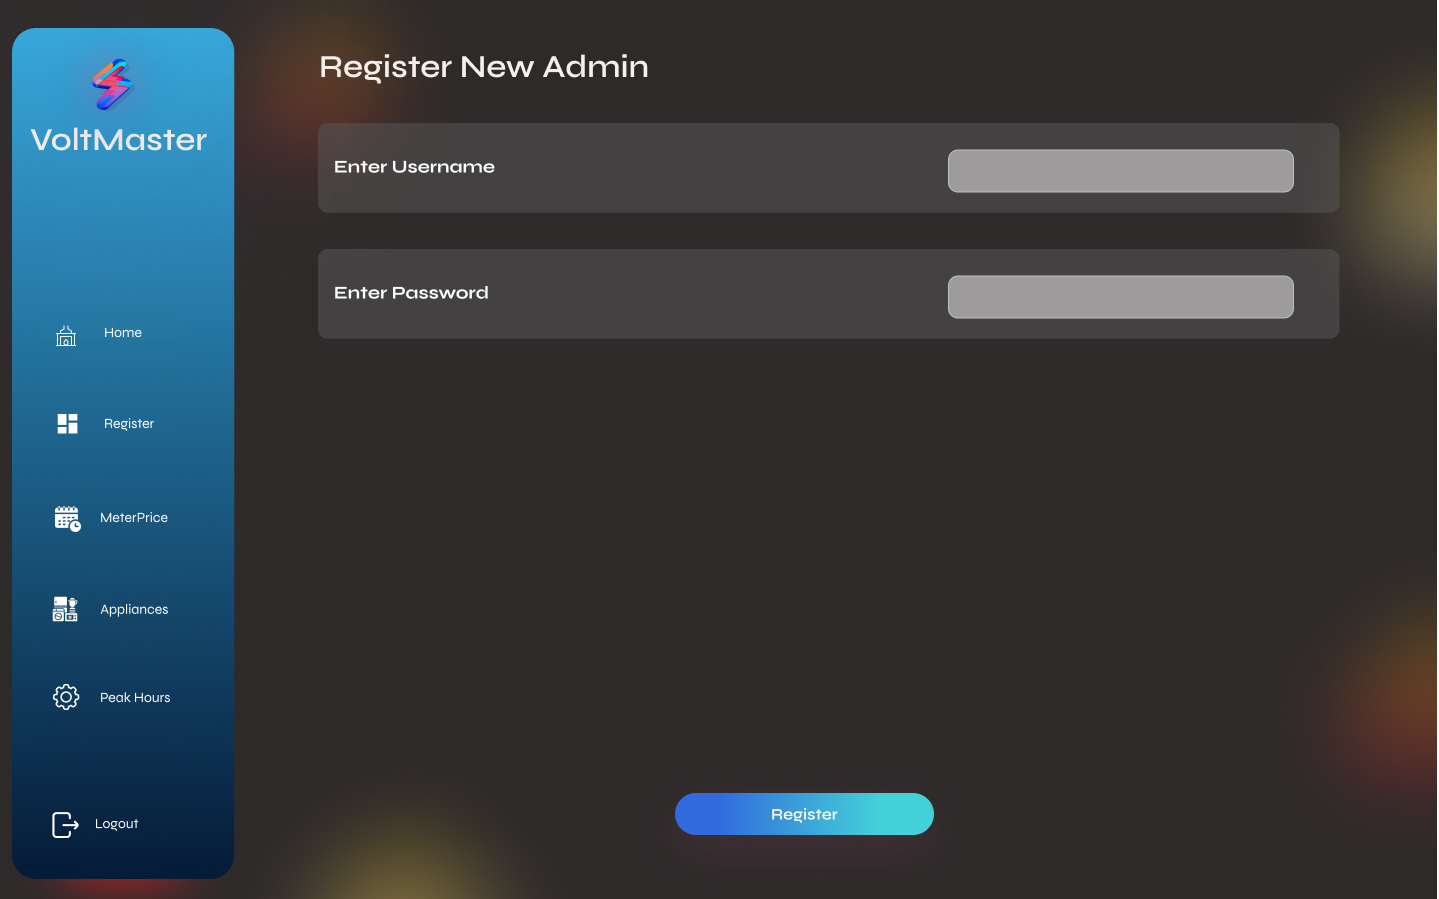 VoltMaster
Home
Register
MeterPrice
Appliances
Peak Hours
Logout
Register New Admin
Enter Username
Enter Password
Register